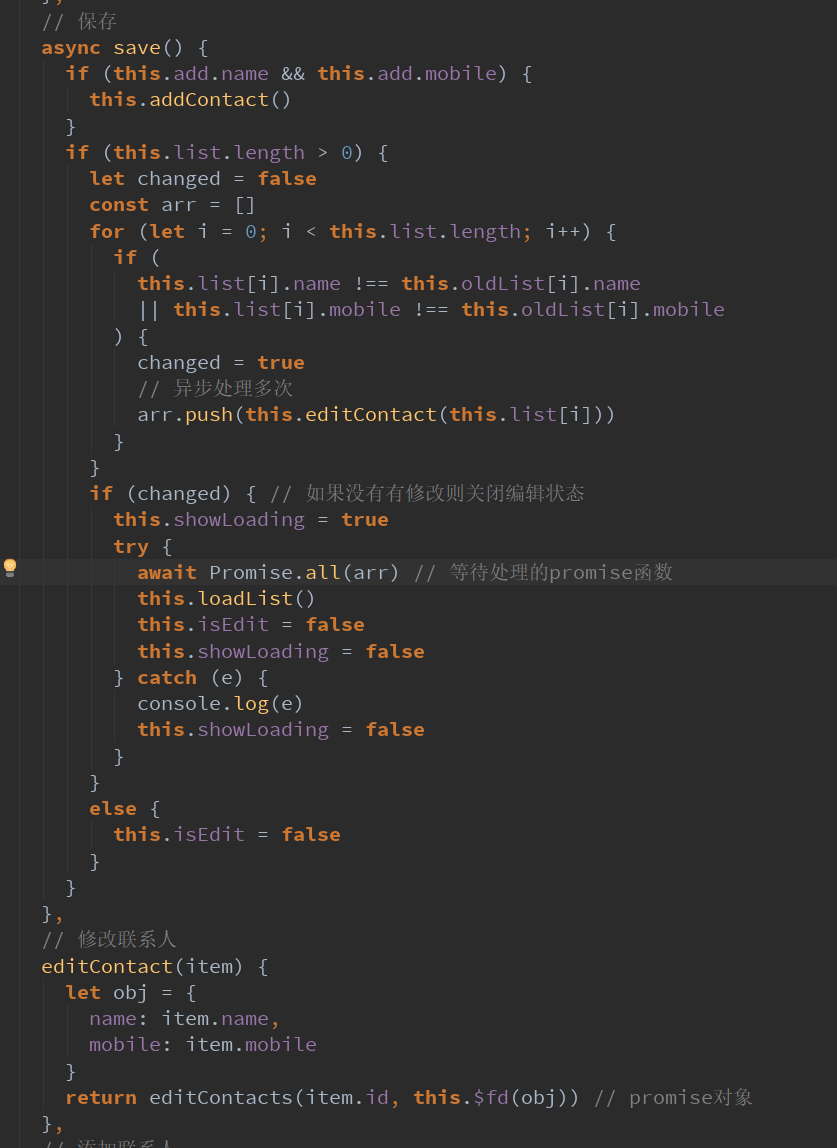 // 保存
async save() {
if (this.add.name && this.add.mobile) {
this.addContact()
}
if (this.list.length > 0) {
let changed = false
const arr = []
for (let i = 0; i < this.list.length; i++) {
if (
this.list[i].name !== this.oldList[i].name
|| this.list[i].mobile !== this.oldList[i].mobile
) {
changed = true
// 异步处理多次
arr.push(this.editContact(this.list[i]))
}
}
if (changed) { // 如果没有有修改则关闭编辑状态
this.showLoading = true
try {
await Promise.all(arr) // 等待处理的promise函数
this.loadList()
this.isEdit = false
this.showLoading = false
} catch (e) {
console.log(e)
this.showLoading = false
}
}
else {
this.isEdit = false
}
}
},
// 修改联系人
editContact(item) {
let obj = {
name: item.name,
mobile: item.mobile
}
return editContacts(item.id, this.$fd(obj)) // promise对象
},
// 添加联系人